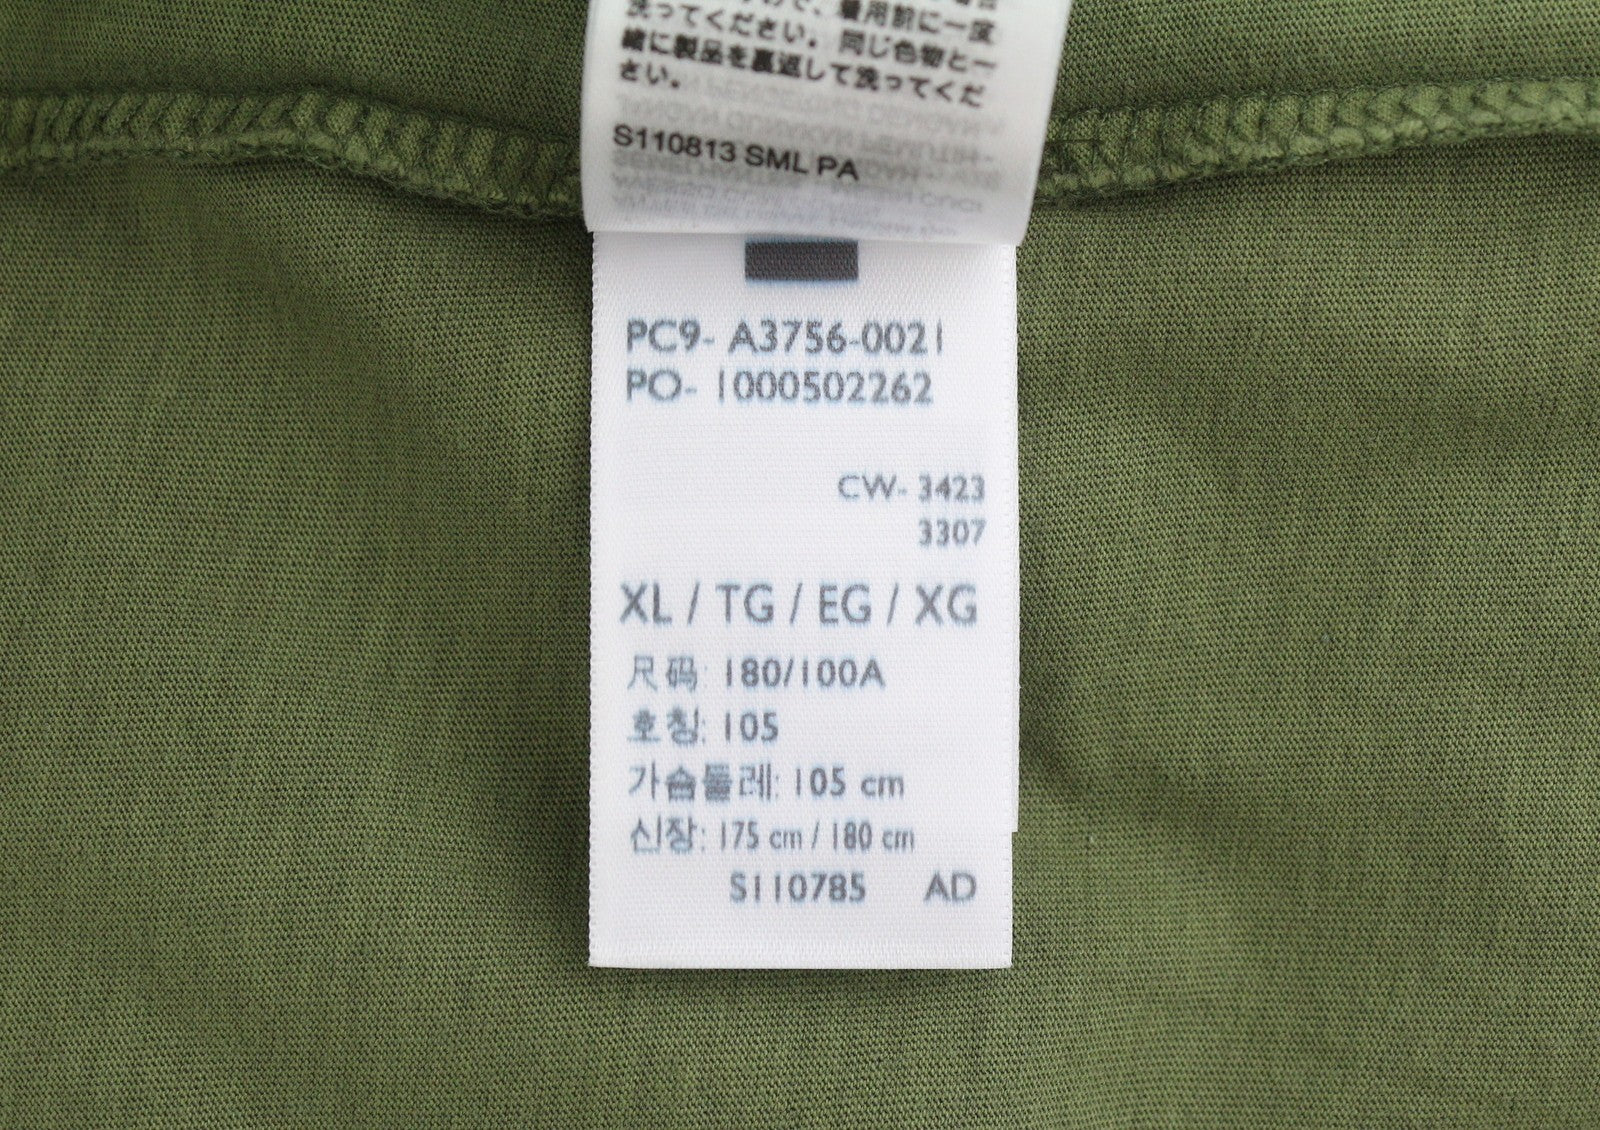 で、着用前に一度
洗ってください。同じ色物と一
緒に製品を裏返して洗ってくだ
さい。
S110813 SML PA
PC9- A3756-0021
PO- 1000502262
CW- 3423
3307
XL / TG / EG / XG
尺码: 180/100A
호칭: 105
가슴둘레: 105 cm
신장: 175 cm / 180 cm
S110785 AD